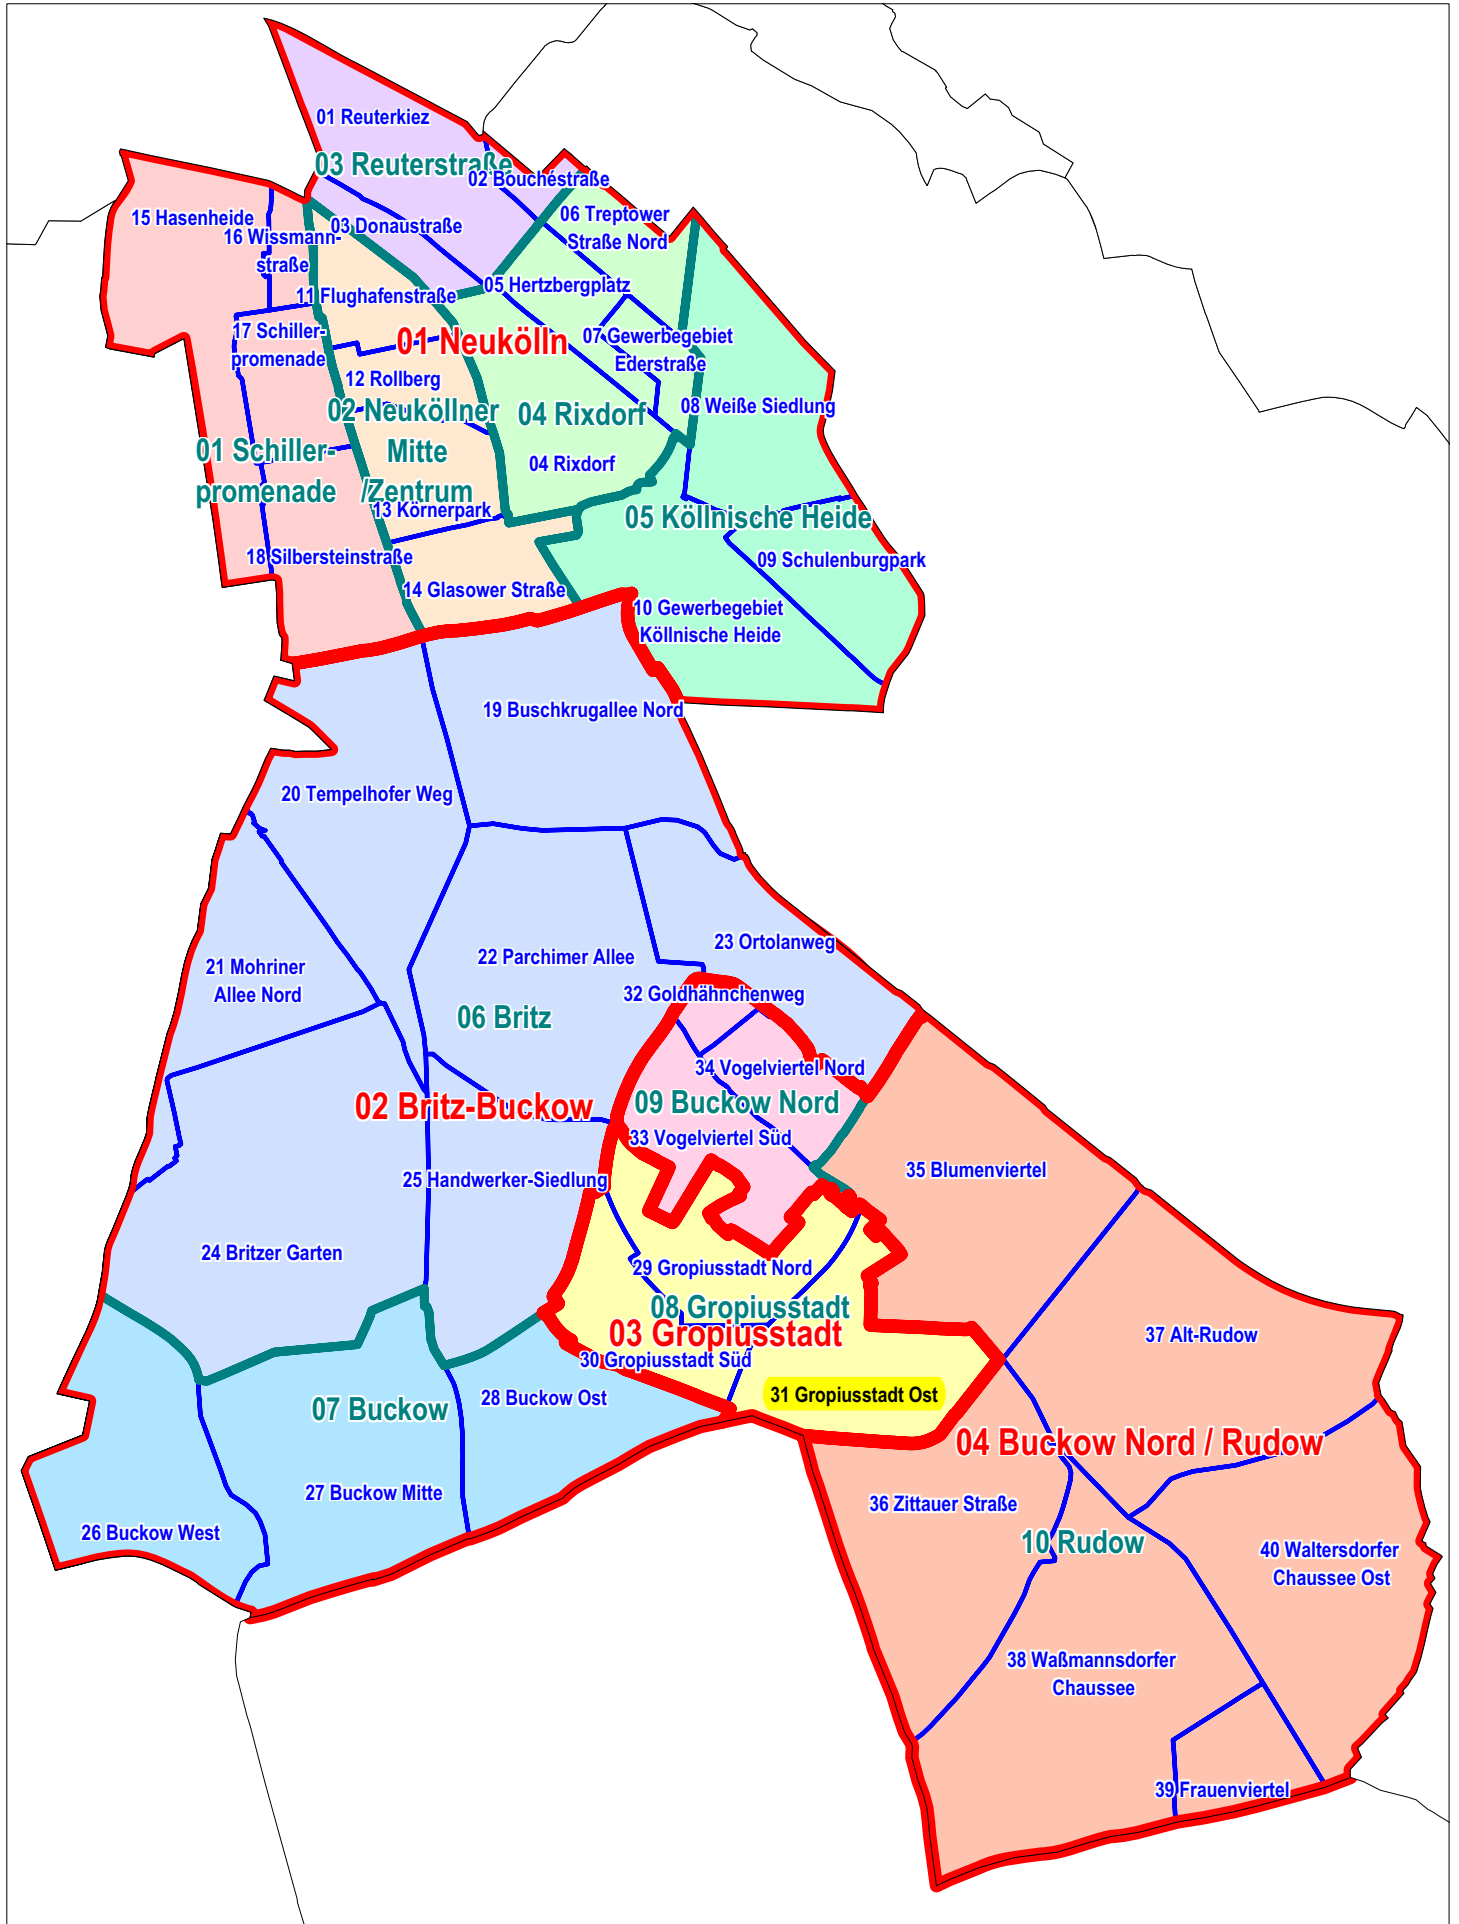 01 Reuterkiez
03 Reuterstraße
02 Bouchéstraße
15 Hasenheide
16 Wissmann-
straße
03 Donaustraße
06 Treptower
Straße Nord
05 Hertzbergplatz
11 Flughafenstraße
17 Schiller-
promenade
01 Neukölln
07 Gewerbegebiet
Ederstraße
12 Rollberg
08 Weiße Siedlung
02 Neuköllner
Mitte
/Zentrum
04 Rixdorf
01 Schiller-
promenade
04 Rixdorf
13 Körnerpark
05 Köllnische Heide
18 Silbersteinstraße
09 Schulenburgpark
14 Glasower Straße
10 Gewerbegebiet
Köllnische Heide
19 Buschkrugallee Nord
20 Tempelhofer Weg
23 Ortolanweg
22 Parchimer Allee
21 Mohriner
Allee Nord
32 Goldhähnchenweg
06 Britz
34 Vogelviertel Nord
02 Britz-Buckow
09 Buckow Nord
33 Vogelviertel Süd
35 Blumenviertel
25 Handwerker-Siedlung
24 Britzer Garten
29 Gropiusstadt Nord
08 Gropiusstadt
03 Gropiusstadt
37 Alt-Rudow
30 Gropiusstadt Süd
31 Gropiusstadt Ost
28 Buckow Ost
07 Buckow
04 Buckow Nord / Rudow
27 Buckow Mitte
36 Zittauer Straße
26 Buckow West
10 Rudow
40 Waltersdorfer
Chaussee Ost
38 Waßmannsdorfer
Chaussee
39 Frauenviertel